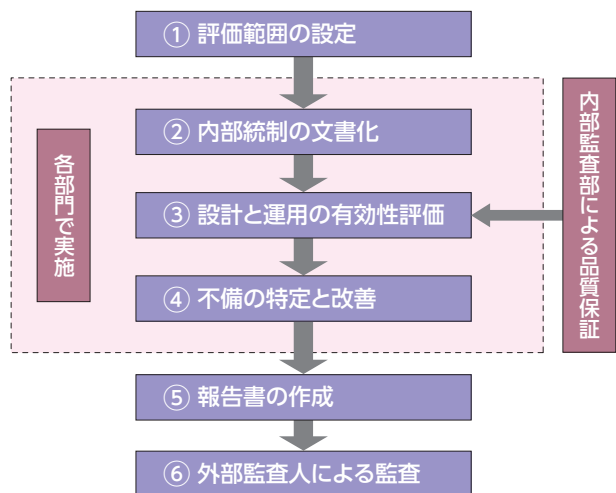 ① 評価範囲の設定
② 内部統制の文書化
各部門で実施
③ 設計と運用の有効性評価
内部監査部による品質保証
④ 不備の特定と改善
⑤ 報告書の作成
⑥ 外部監査人による監査